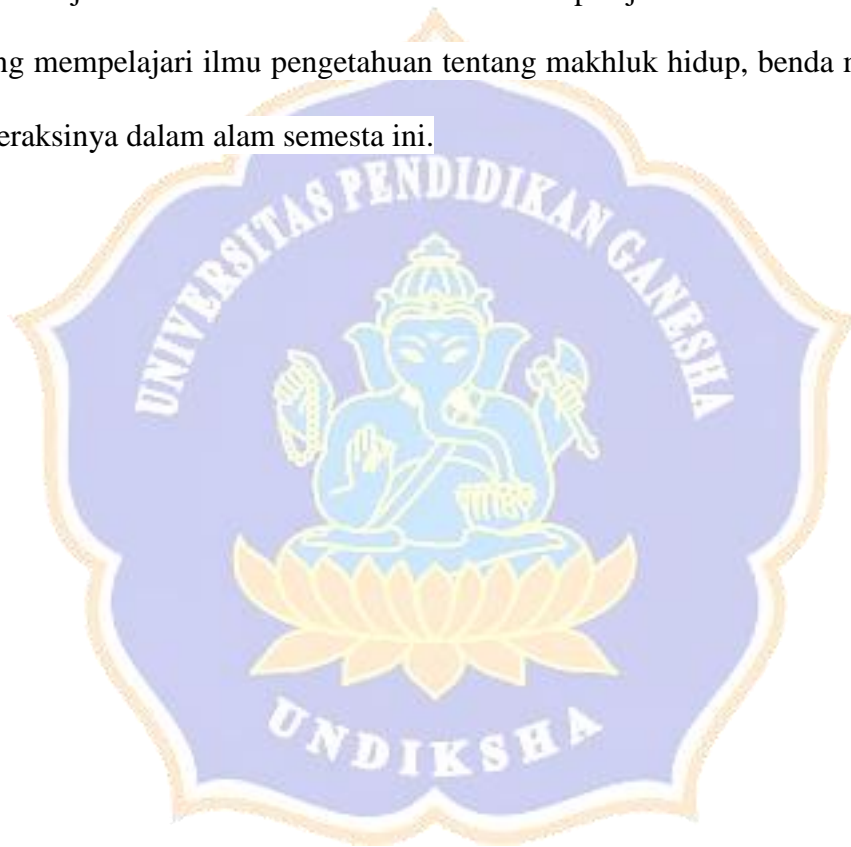 ng mempelajari ilmu pengetahuan tentang makhluk hidup, benda
eraksinya dalam alam semesta ini.
UNIVERSITAS PENDIDIKAN GANESHA
UNDIKSHA